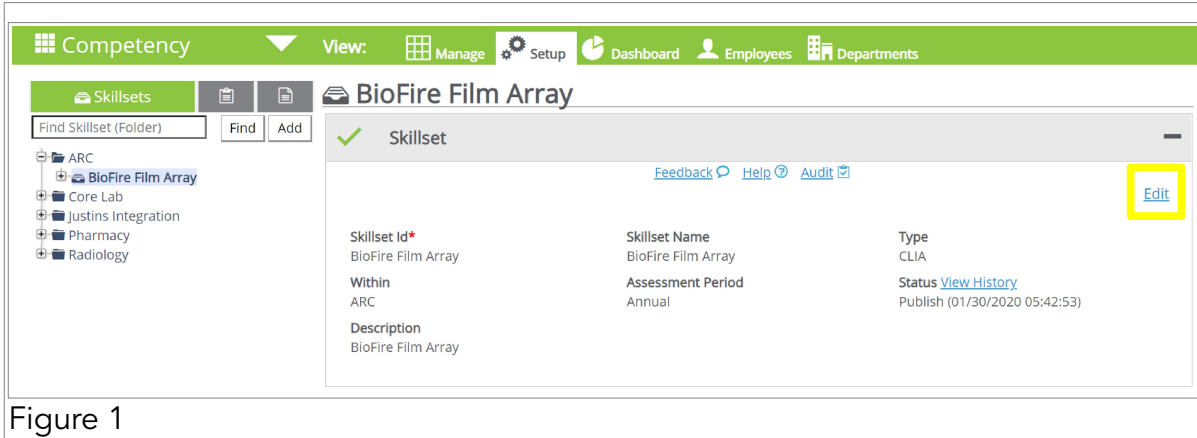 Competency View: Manage Setup Dashboard Employees Departments
Skillsets
Find Skillset (Folder) Find Add
ARC
BioFire Film Array
Core Lab
Justins Integration
Pharmacy
Radiology
BioFire Film Array
Skillset
Feedback Help Audit
Edit
Skillset Id* Skillset Name Type
BioFire Film Array BioFire Film Array CLIA
Within Assessment Period Status View History
ARC Annual Publish (01/30/2020 05:42:53)
Description
BioFire Film Array
Figure 1